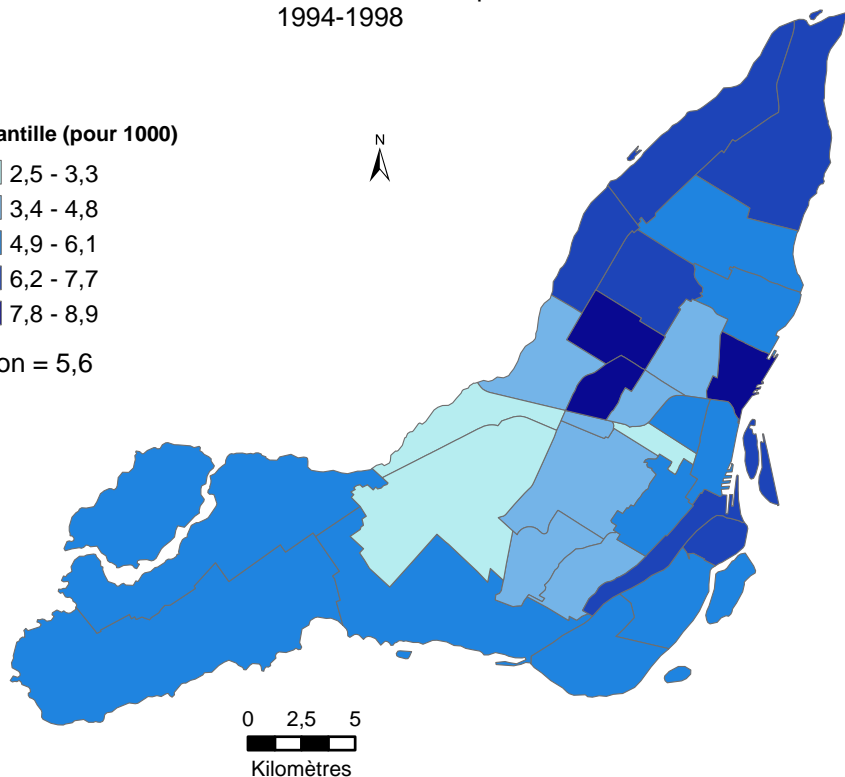 1994-1998
antille (pour 1000)
2,5 - 3,3
3,4 - 4,8
4,9 - 6,1
6,2 - 7,7
7,8 - 8,9
on = 5,6
N
0 2,5 5
Kilomètres